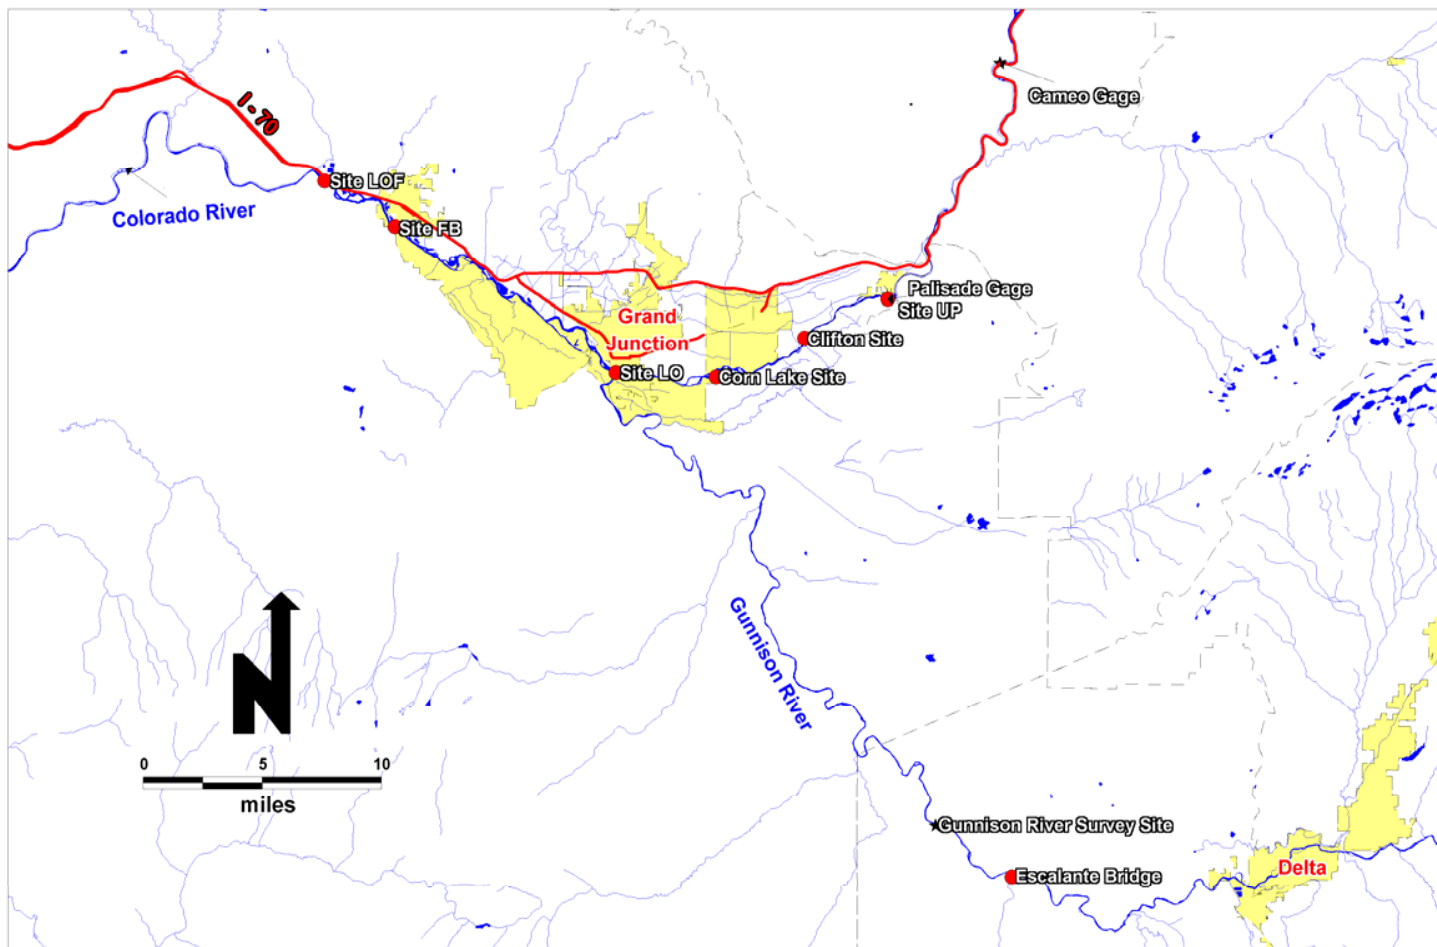 Cameo Gage
I - 70
Site LOF
Colorado River
Site FB
Palisade Gage
Site UP
Grand
Junction
Clifton Site
Site LO
Corn Lake Site
Gunnison River
N
0 5 10
miles
Gunnison River Survey Site
Escalante Bridge
Delta